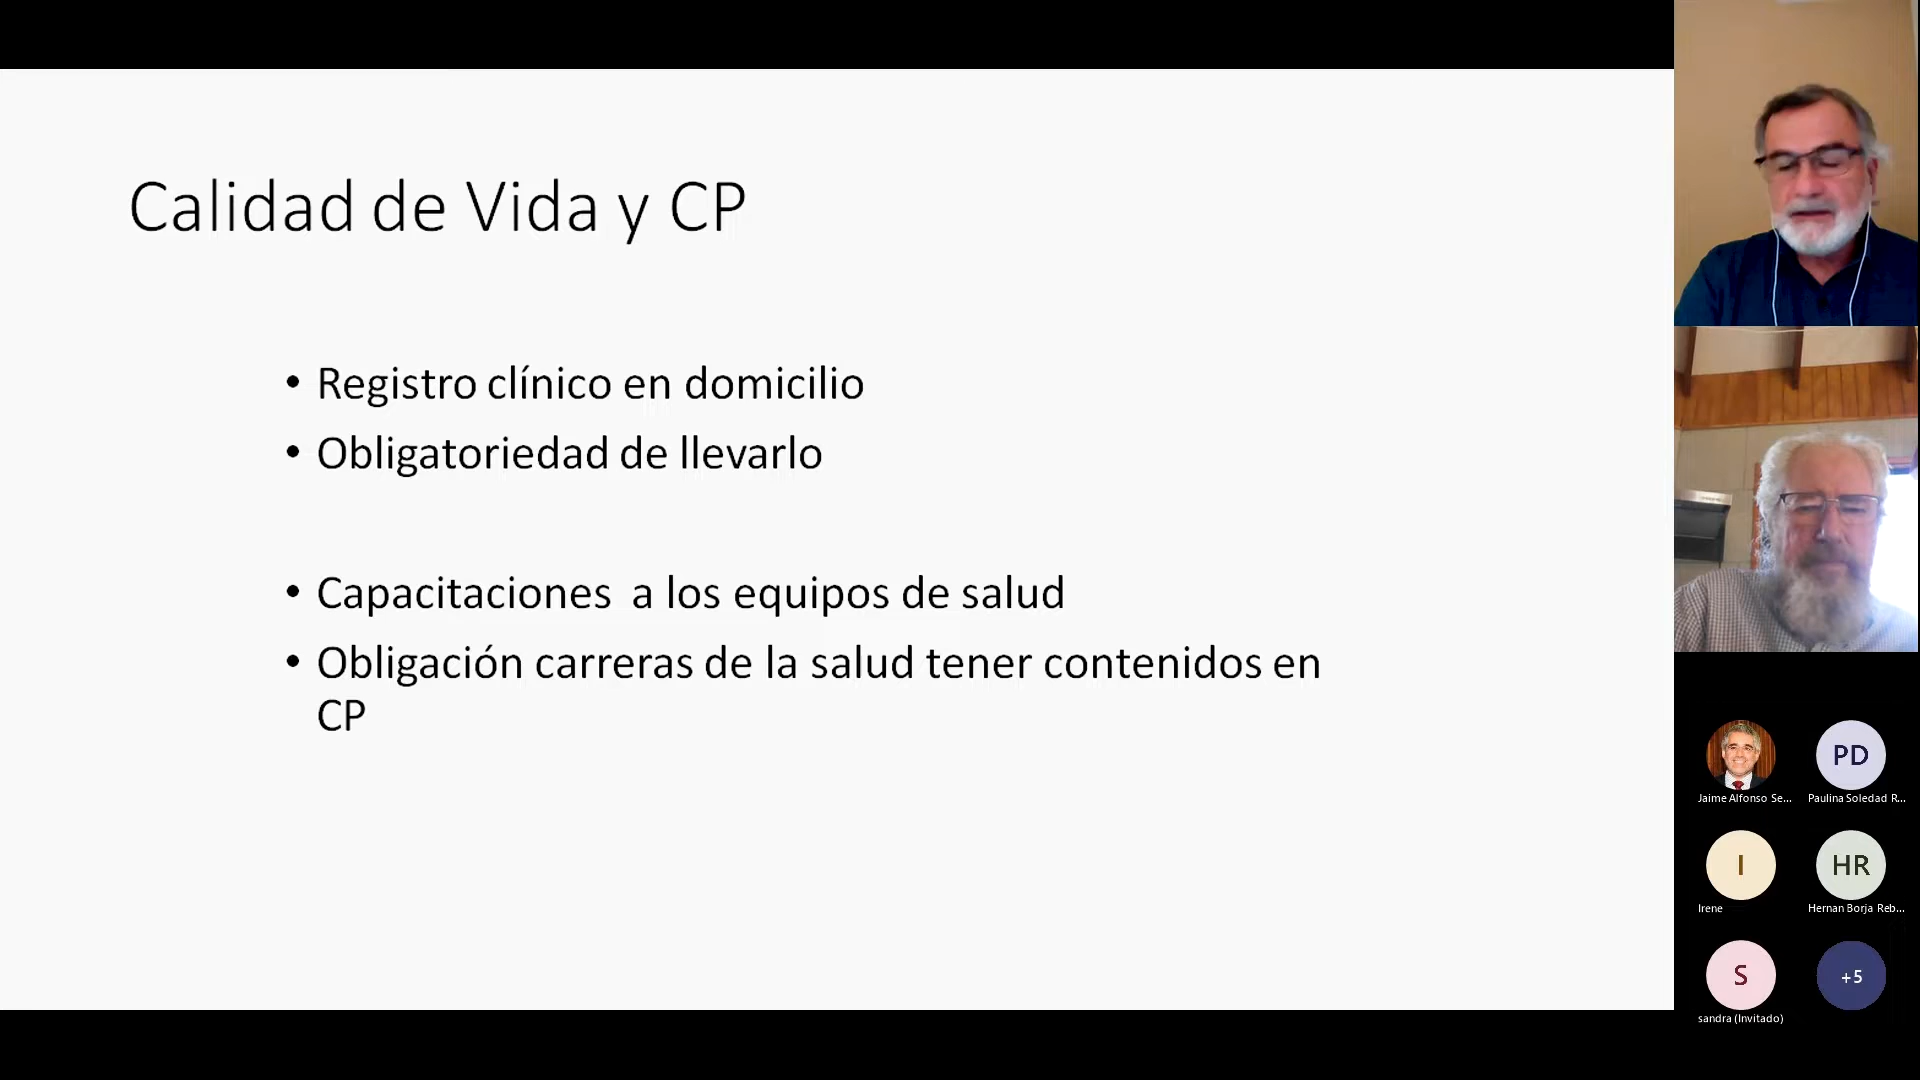 Calidad de Vida y CP
• Registro clínico en domicilio
• Obligatoriedad de llevarlo
• Capacitaciones a los equipos de salud
• Obligación carreras de la salud tener contenidos en
CP
PD
Jaime Alfonso Se...
Paulina Soledad R...
I
HR
Irene
Hernan Borja Reb...
S
+5
sandra (Invitado)